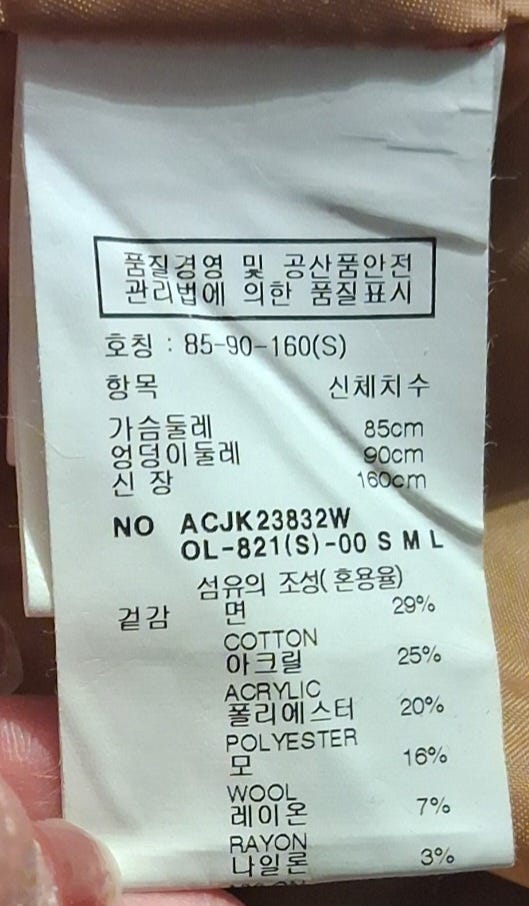 품질경영 및 공산품안전
관리법에 의한 품질표시
호칭 : 85-90-160(S)
항목 신체치수
가슴둘레 85cm
엉덩이둘레 90cm
신 장 160cm
NO ACJK23832W
OL-821(S)-00 S M L
섬유의 조성(혼용율)
겉감 면 29%
COTTON
아크릴 25%
ACRYLIC
폴리에스터 20%
POLYESTER
모 16%
WOOL
레이온 7%
RAYON
나일론 3%